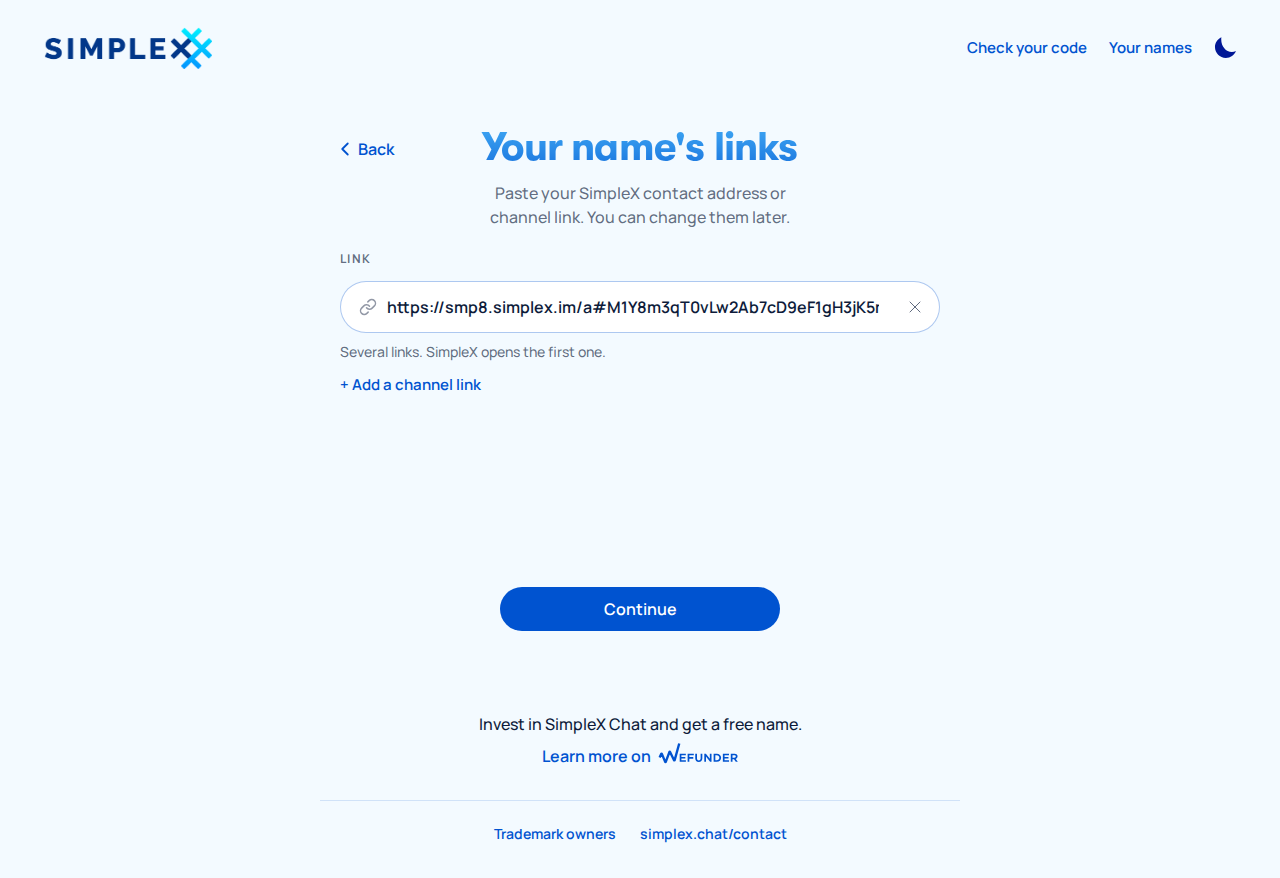 SIMPLEX
Check your code
Your names
Back
Your name's links
Paste your SimpleX contact address or
channel link. You can change them later.
LINK
https://smp8.simplex.im/a#M1Y8m3qT0vLw2Ab7cD9eF1gH3jK5
Several links. SimpleX opens the first one.
+ Add a channel link
Continue
Invest in SimpleX Chat and get a free name.
Learn more on WEFUNDER
Trademark owners
simplex.chat/contact